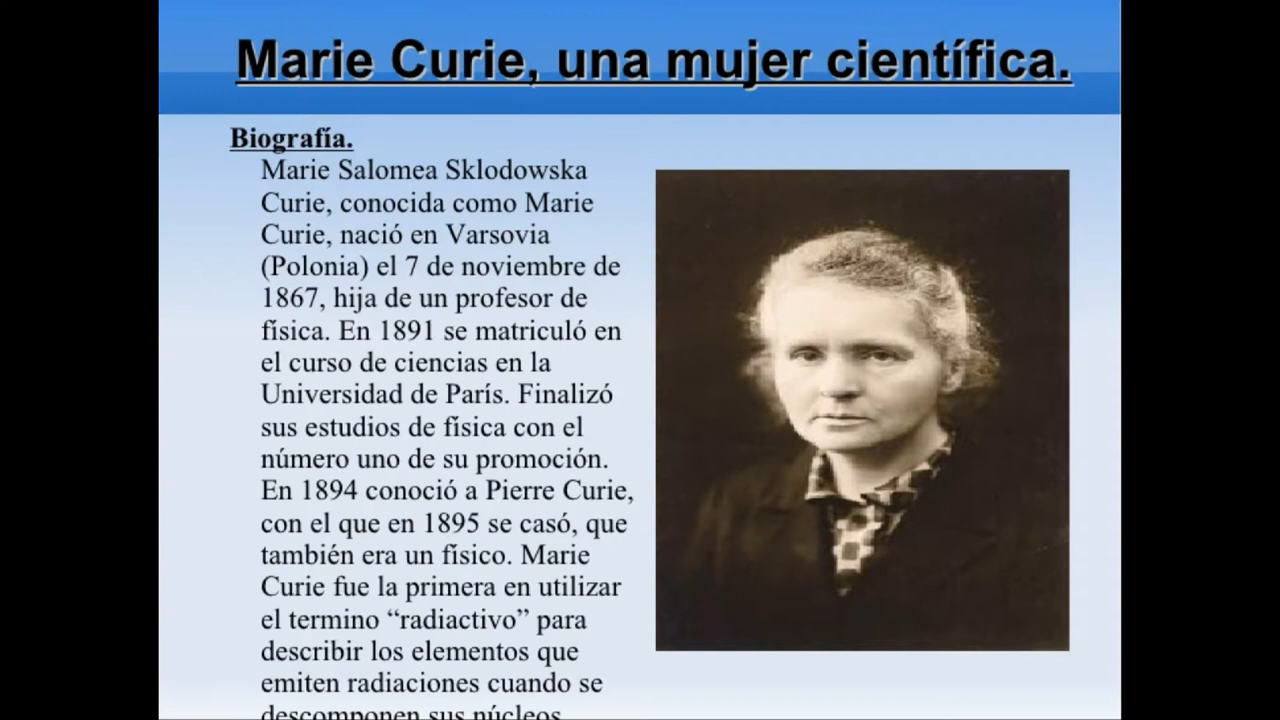 Marie Curie, una mujer científica.
Biografía.
Marie Salomea Sklodowska
Curie, conocida como Marie
Curie, nació en Varsovia
(Polonia) el 7 de noviembre de
1867, hija de un profesor de
física. En 1891 se matriculó en
el curso de ciencias en la
Universidad de París. Finalizó
sus estudios de física con el
número uno de su promoción.
En 1894 conoció a Pierre Curie,
con el que en 1895 se casó, que
también era un físico. Marie
Curie fue la primera en utilizar
el termino “radiactivo” para
describir los elementos que
emiten radiaciones cuando se
descomponen sus núcleos.